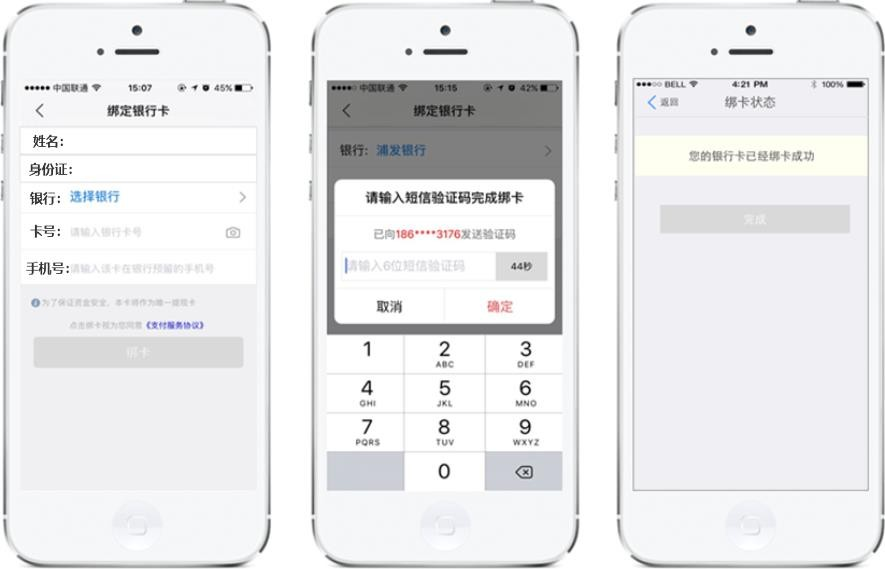 中国联通 15:07 45%
绑定银行卡
姓名：
身份证：
银行： 选择银行
卡号： 请输入银行卡号
手机号： 请输入该卡在银行预留的手机号
为了保证资金安全，本卡将作为唯一提现卡
点击绑卡视为您同意《支付服务协议》
绑卡
中国联通 15:15 42%
绑定银行卡
银行： 浦发银行
请输入短信验证码完成绑卡
已向186****3176发送验证码
请输入6位短信验证码 44秒
取消 确定
1 2 3
ABC DEF
4 5 6
GHI JKL MNO
7 8 9
PQRS TUV WXYZ
0
BELL 4:21 PM 100%
返回 绑卡状态
您的银行卡已经绑卡成功
完成